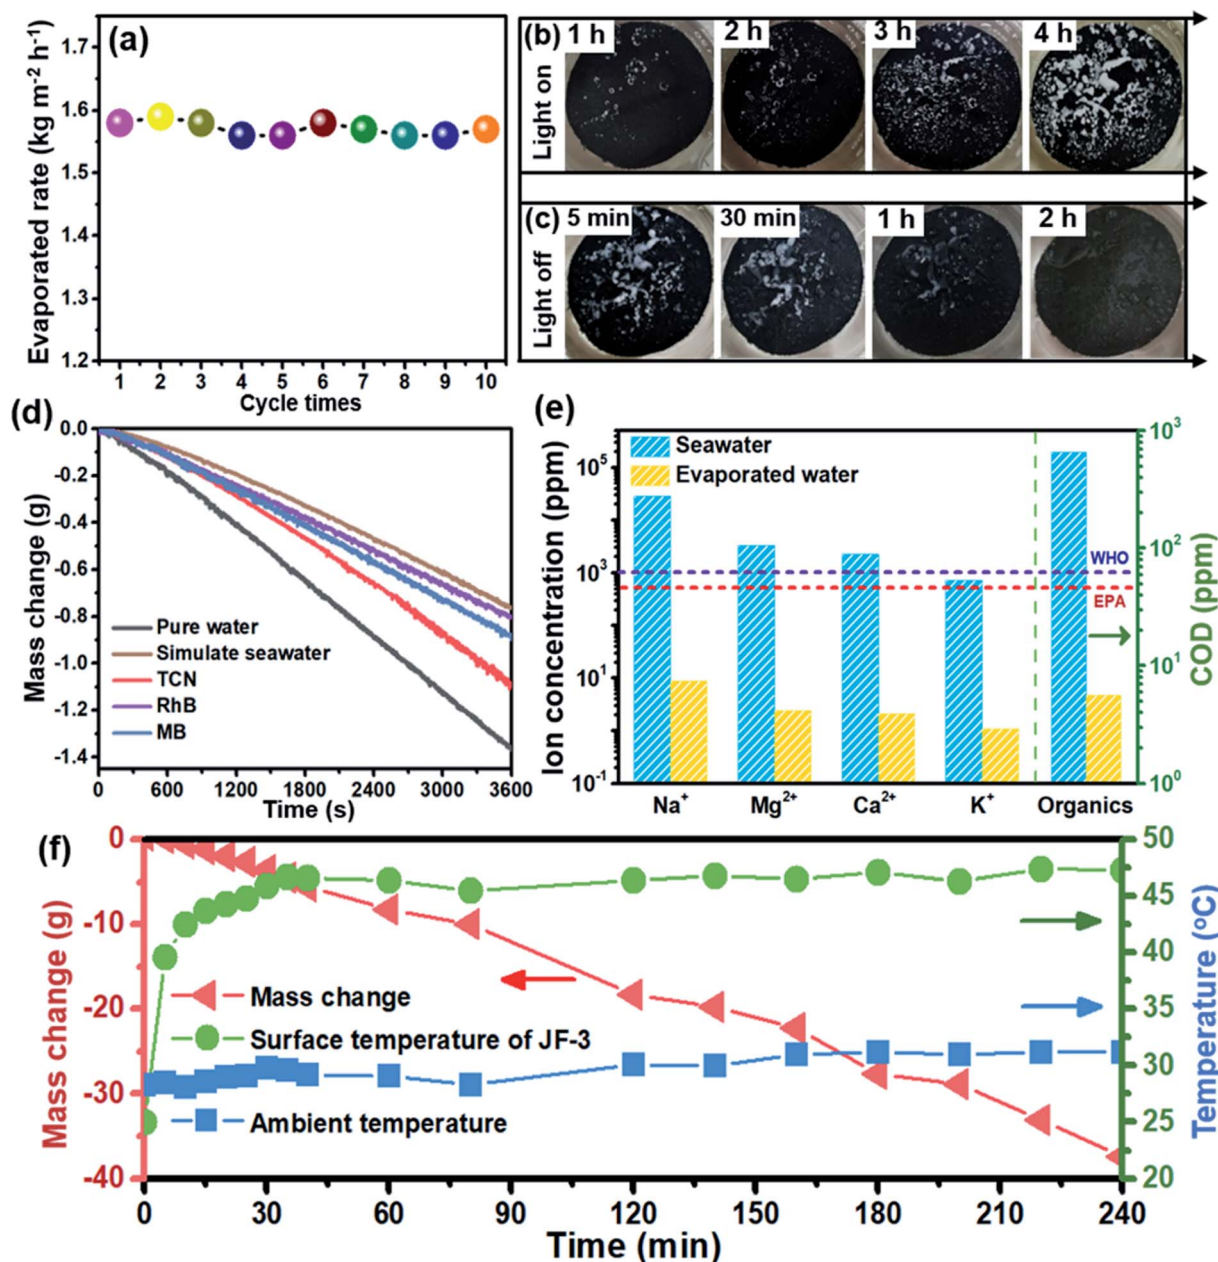 (a)
Evaporated rate (kg m⁻² h⁻¹)
1.7
1.6
1.5
1.4
1.3
1.2
1 2 3 4 5 6 7 8 9 10
Cycle times
(b)
Light on
1 h
2 h
3 h
4 h
(c)
Light off
5 min
30 min
1 h
2 h
(d)
Mass change (g)
0.0
-0.2
-0.4
-0.6
-0.8
-1.0
-1.2
-1.4
Pure water
Simulate seawater
TCN
RhB
MB
0 600 1200 1800 2400 3000 3600
Time (s)
(e)
Ion concentration (ppm)
10⁵
10³
10¹
10⁻¹
Seawater
Evaporated water
WHO
EPA
10³
10²
10¹
10⁰
COD (ppm)
Na⁺ Mg²⁺ Ca²⁺ K⁺ Organics
(f)
Mass change (g)
0
-10
-20
-30
-40
Mass change
Surface temperature of JF-3
Ambient temperature
50
45
40
35
30
25
20
Temperature (ºC)
0 30 60 90 120 150 180 210 240
Time (min)